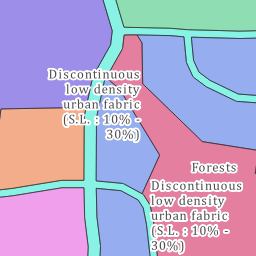 Discontinuous
low density
urban fabric
(S.L. : 10% -
30%)
Forests
Discontinuous
low density
urban fabric
(S.L. : 10% -
30%)